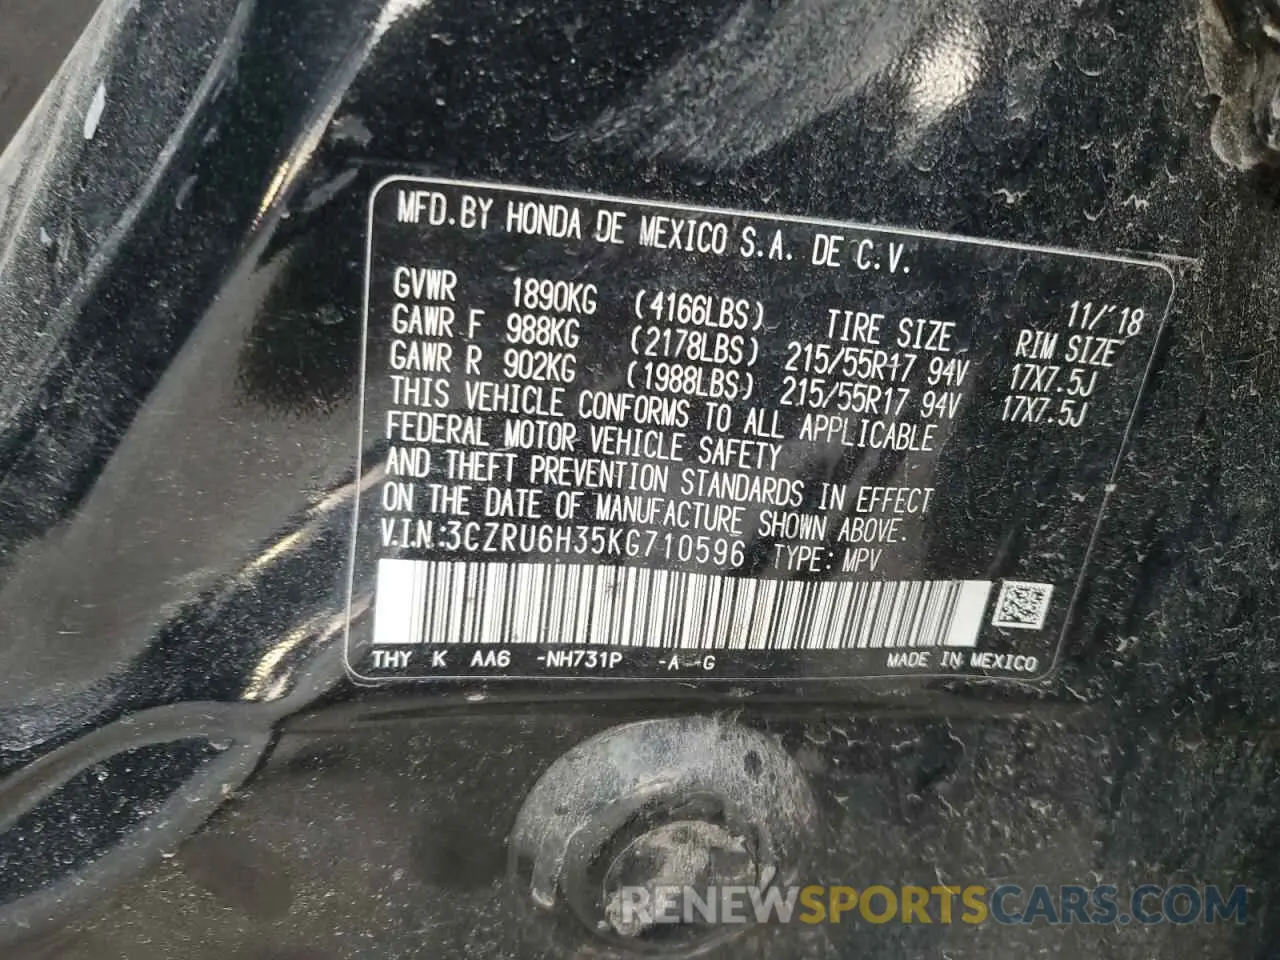 MFD.BY HONDA DE MEXICO S.A. DE C.V.
11/'18
GVWR 1890KG (4166LBS) TIRE SIZE RIM SIZE
GAWR F 988KG (2178LBS) 215/55R17 94V 17X7.5J
GAWR R 902KG (1988LBS) 215/55R17 94V 17X7.5J
THIS VEHICLE CONFORMS TO ALL APPLICABLE
FEDERAL MOTOR VEHICLE SAFETY
AND THEFT PREVENTION STANDARDS IN EFFECT
ON THE DATE OF MANUFACTURE SHOWN ABOVE.
V.I.N.:3CZRU6H35KG710596 TYPE: MPV
THY K AA6 -NH731P -A -G MADE IN MEXICO
RENEWSPORTSCARS.COM